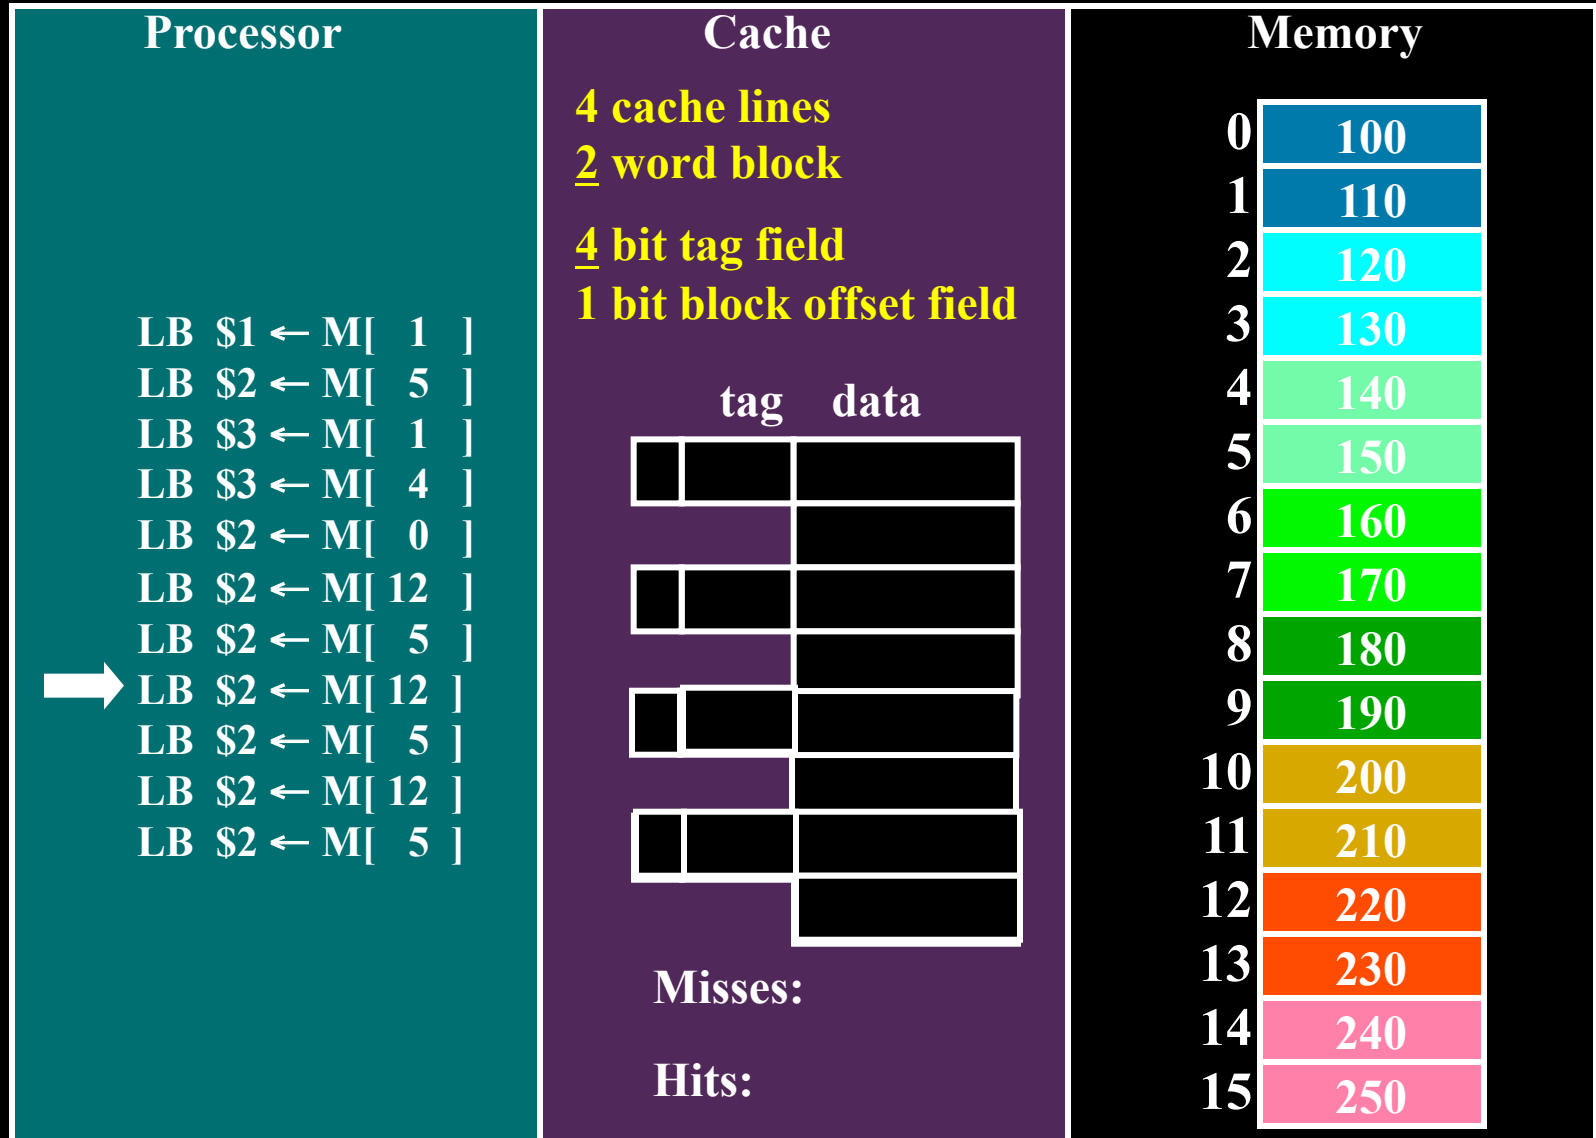 Processor
LB $1 ← M[ 1 ]
LB $2 ← M[ 5 ]
LB $3 ← M[ 1 ]
LB $3 ← M[ 4 ]
LB $2 ← M[ 0 ]
LB $2 ← M[ 12 ]
LB $2 ← M[ 5 ]
LB $2 ← M[ 12 ]
LB $2 ← M[ 5 ]
LB $2 ← M[ 12 ]
LB $2 ← M[ 5 ]
Cache
4 cache lines
2 word block
4 bit tag field
1 bit block offset field
tag data
Misses:
Hits:
Memory
0 100
1 110
2 120
3 130
4 140
5 150
6 160
7 170
8 180
9 190
10 200
11 210
12 220
13 230
14 240
15 250